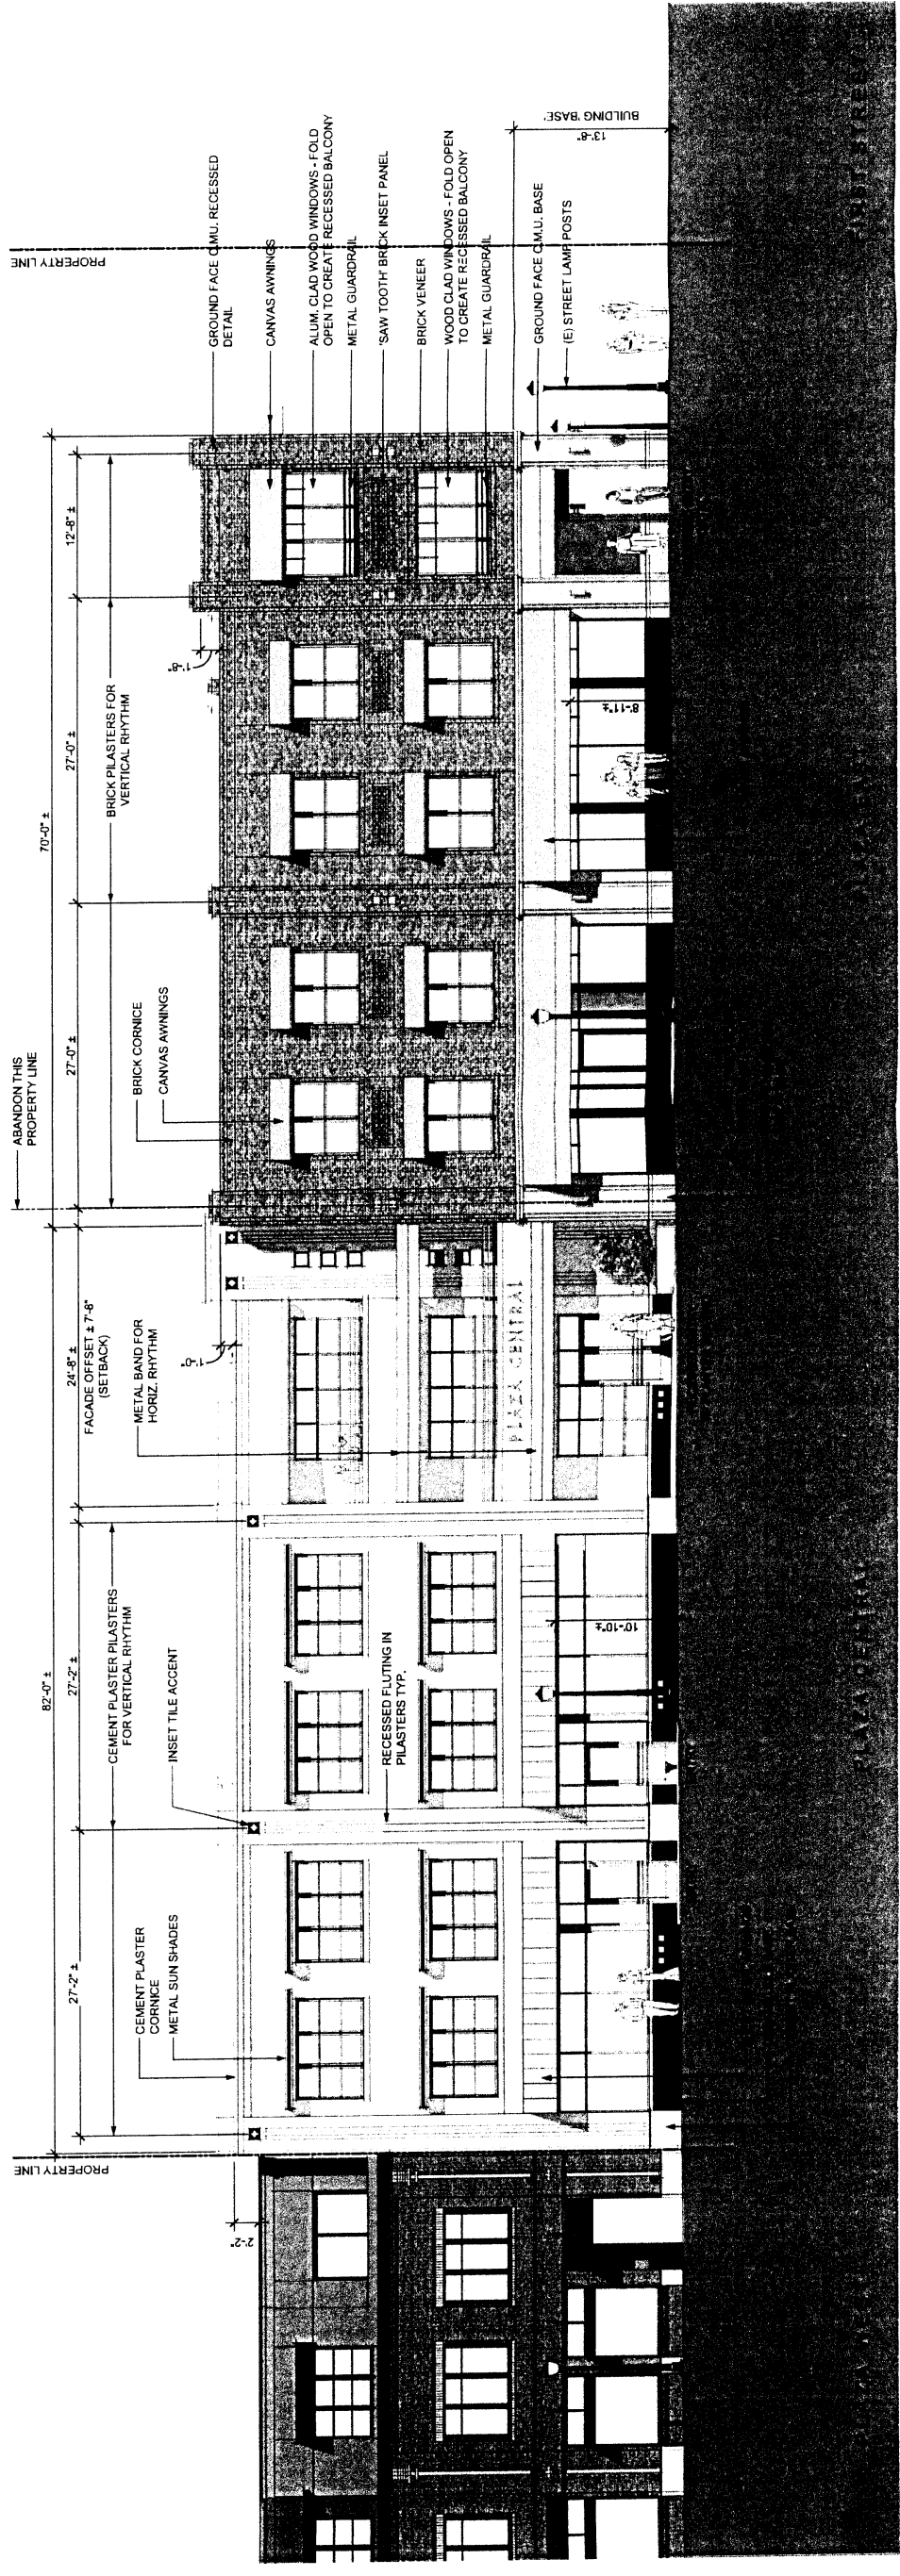 PROPERTY LINE
82'-0" ±
27'-2" ±
27'-2" ±
24'-8" ±
FACADE OFFSET ± 7'-8"
(SETBACK)
2'-2"
CEMENT PLASTER
CORNICE
METAL SUN SHADES
CEMENT PLASTER PILASTERS
FOR VERTICAL RHYTHM
INSET TILE ACCENT
RECESSED FLUTING IN
PILASTERS TYP.
METAL BAND FOR
HORIZ. RHYTHM
1'-0"
PLAZA CENTRAL
10'-10"±
ABANDON THIS
PROPERTY LINE
70'-0" ±
27'-0" ±
27'-0" ±
12'-8" ±
BRICK CORNICE
CANVAS AWNINGS
BRICK PILASTERS FOR
VERTICAL RHYTHM
1'-8"
8'-11"±
PROPERTY LINE
GROUND FACE C.M.U. RECESSED
DETAIL
CANVAS AWNINGS
ALUM. CLAD WOOD WINDOWS - FOLD
OPEN TO CREATE RECESSED BALCONY
METAL GUARDRAIL
'SAW TOOTH' BRICK INSET PANEL
BRICK VENEER
WOOD CLAD WINDOWS - FOLD OPEN
TO CREATE RECESSED BALCONY
METAL GUARDRAIL
GROUND FACE C.M.U. BASE
(E) STREET LAMP POSTS
13'-8"
BUILDING 'BASE'
PLAZA CENTRAL
FIRST STREET